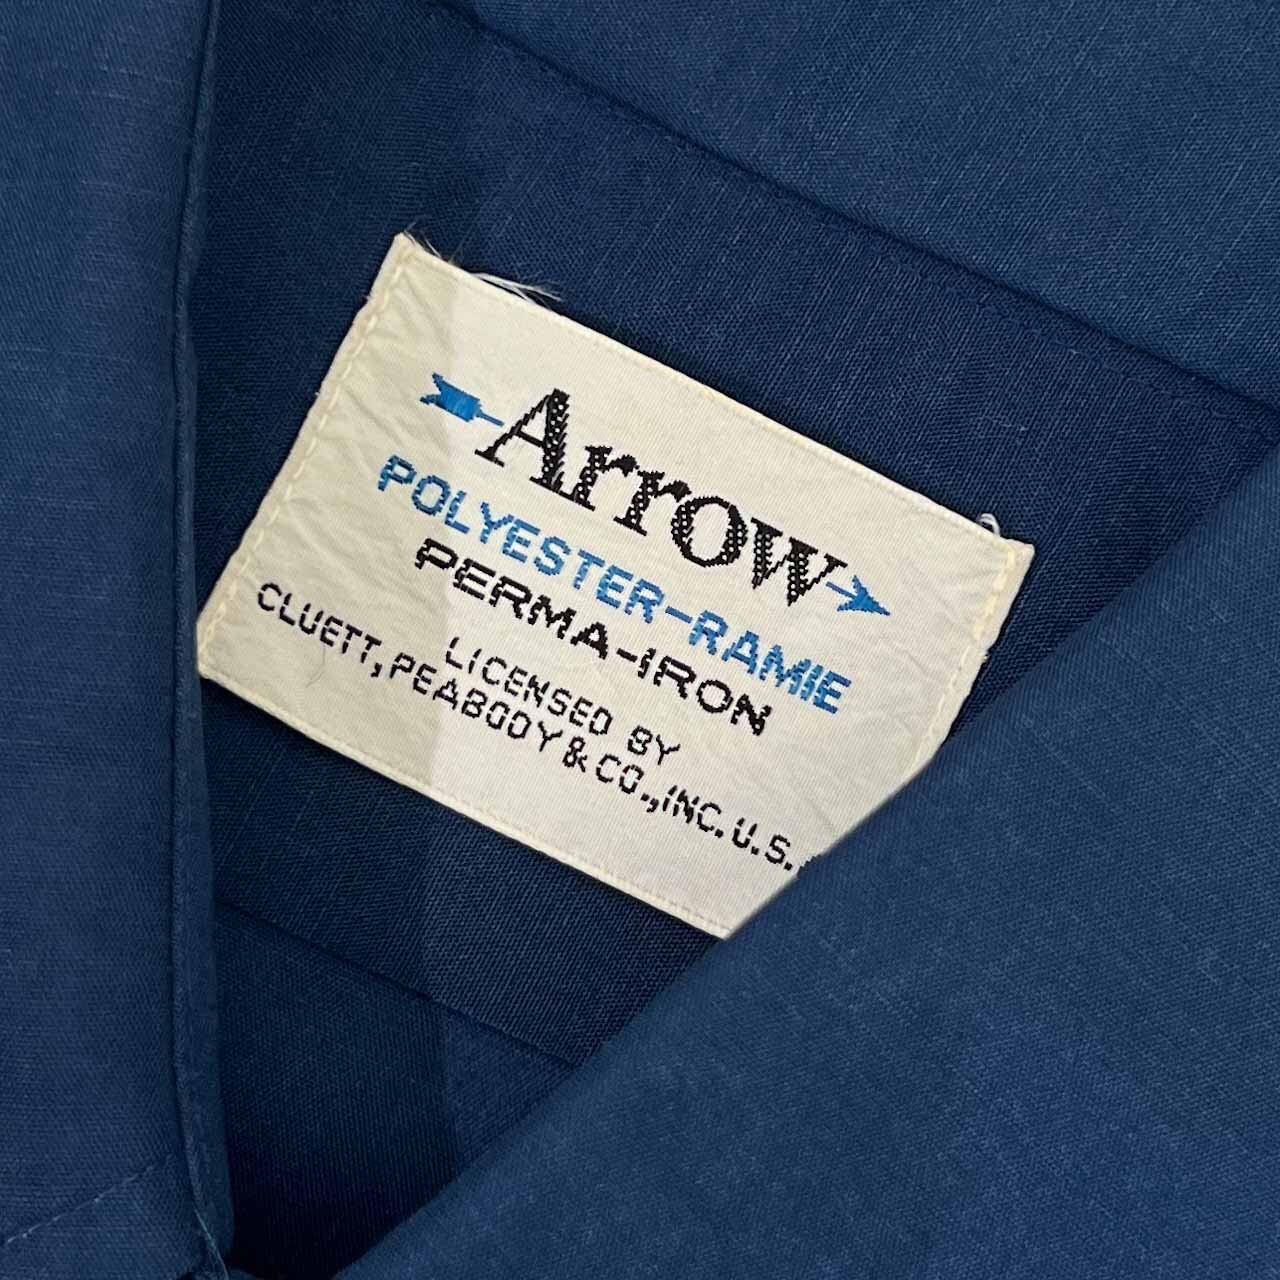 Arrow
POLYESTER-RAMIE
PERMA-IRON
LICENSED BY
CLUETT, PEABODY & CO., INC. U.S.